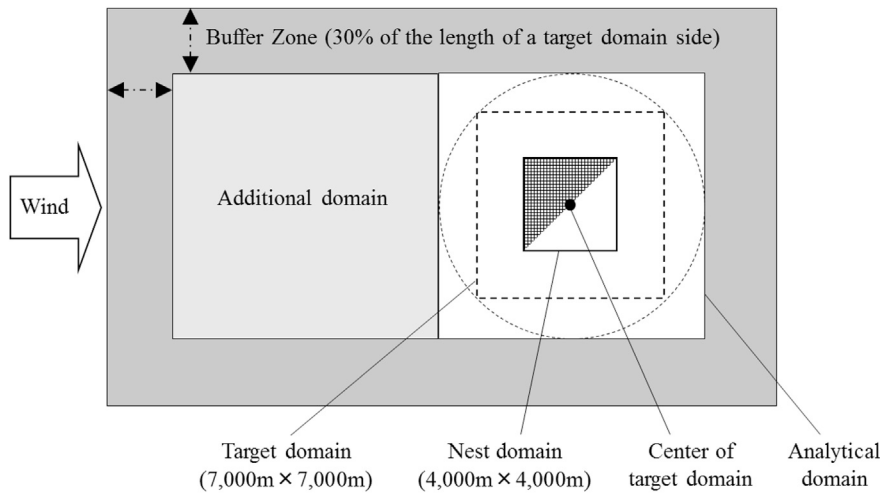 Buffer Zone (30% of the length of a target domain side)
Additional domain
Wind
Target domain
(7,000m×7,000m)
Nest domain
(4,000m×4,000m)
Center of
target domain
Analytical
domain